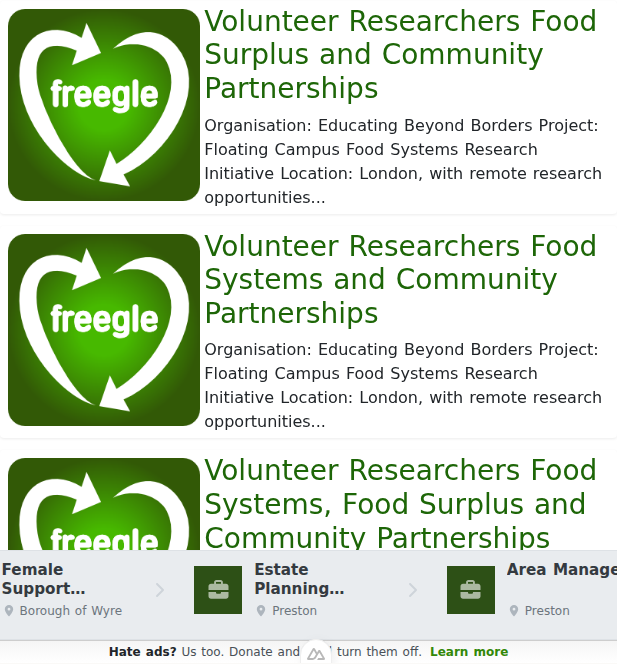 freegle
Volunteer Researchers Food
Surplus and Community
Partnerships
Organisation: Educating Beyond Borders Project:
Floating Campus Food Systems Research
Initiative Location: London, with remote research
opportunities...
freegle
Volunteer Researchers Food
Systems and Community
Partnerships
Organisation: Educating Beyond Borders Project:
Floating Campus Food Systems Research
Initiative Location: London, with remote research
opportunities...
freegle
Volunteer Researchers Food
Systems, Food Surplus and
Community Partnerships
Female
Support...
Borough of Wyre
Estate
Planning...
Preston
Area Manage
Preston
Hate ads? Us too. Donate and turn them off. Learn more